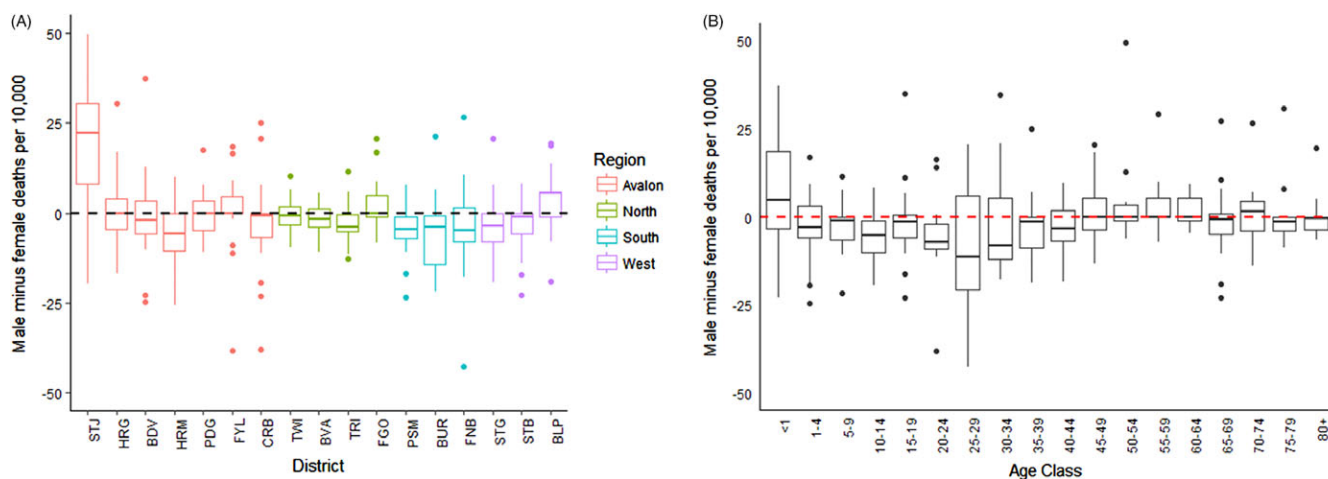 (A)
Male minus female deaths per 10,000
50
25
0
-25
-50
STJ
HRG
BDV
HRM
PDG
FYL
CRB
TWI
BVA
TRI
FGO
PSM
BUR
FNB
STG
STB
BLP
District
Region
Avalon
North
South
West
(B)
Male minus female deaths per 10,000
50
25
0
-25
-50
<1
1-4
5-9
10-14
15-19
20-24
25-29
30-34
35-39
40-44
45-49
50-54
55-59
60-64
65-69
70-74
75-79
80+
Age Class